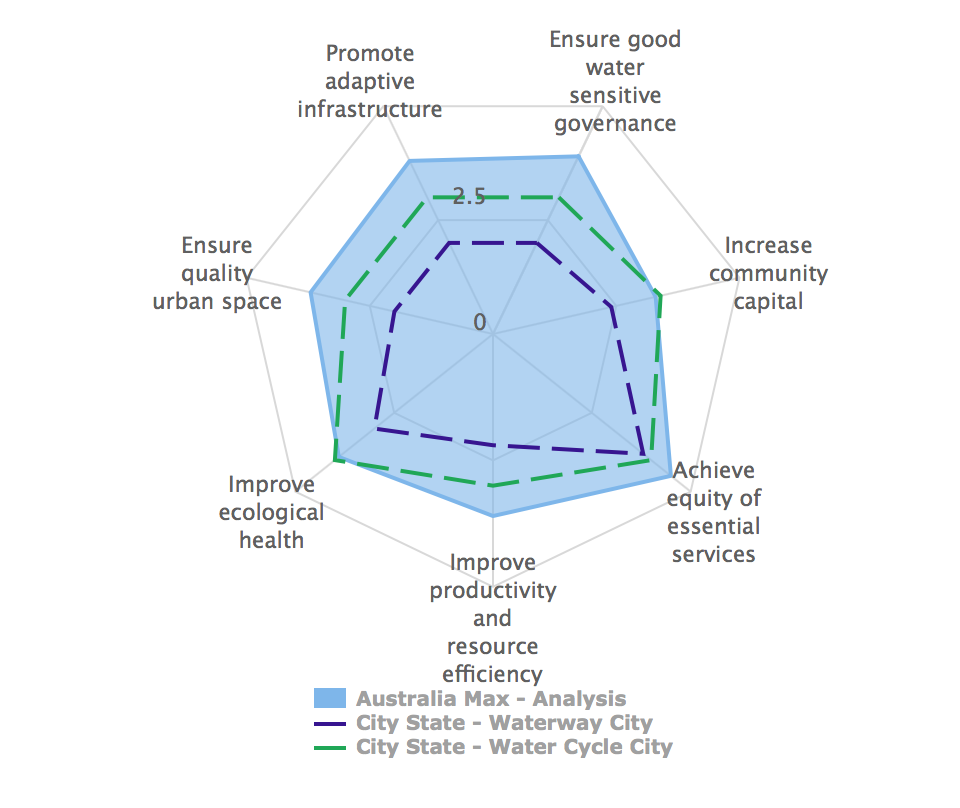 Promote
adaptive
infrastructure
Ensure good
water
sensitive
governance
2.5
Ensure
quality
urban space
Increase
community
capital
0
Improve
ecological
health
Achieve
equity of
essential
services
Improve
productivity
and
resource
efficiency
Australia Max - Analysis
City State - Waterway City
City State - Water Cycle City